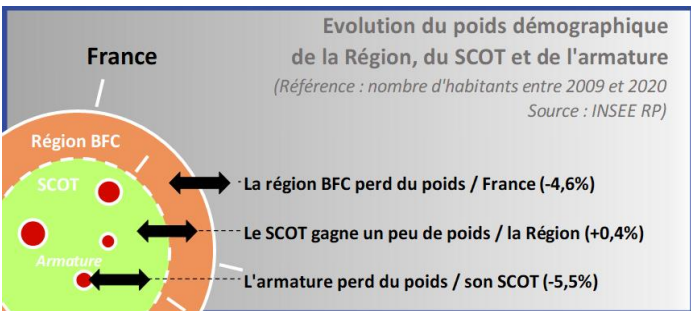 Evolution du poids démographique
de la Région, du SCOT et de l'armature
(Référence : nombre d'habitants entre 2009 et 2020
Source : INSEE RP)
France
Région BFC
SCOT
Armature
La région BFC perd du poids / France (-4,6%)
Le SCOT gagne un peu de poids / la Région (+0,4%)
L'armature perd du poids / son SCOT (-5,5%)